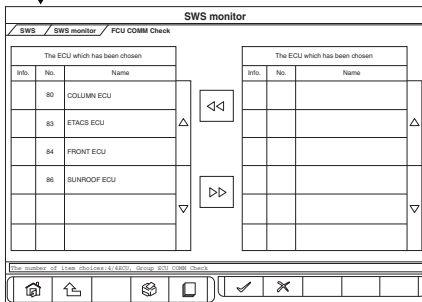 SWS monitor
SWS / SWS monitor / FCU COMM Check
The ECU which has been chosen
Info. No. Name
80 COLUMN ECU
83 ETACS ECU
84 FRONT ECU
86 SUNROOF ECU
The ECU which has been chosen
Info. No. Name
The number of item choices:4/4ECU, Group ECU COMM Check